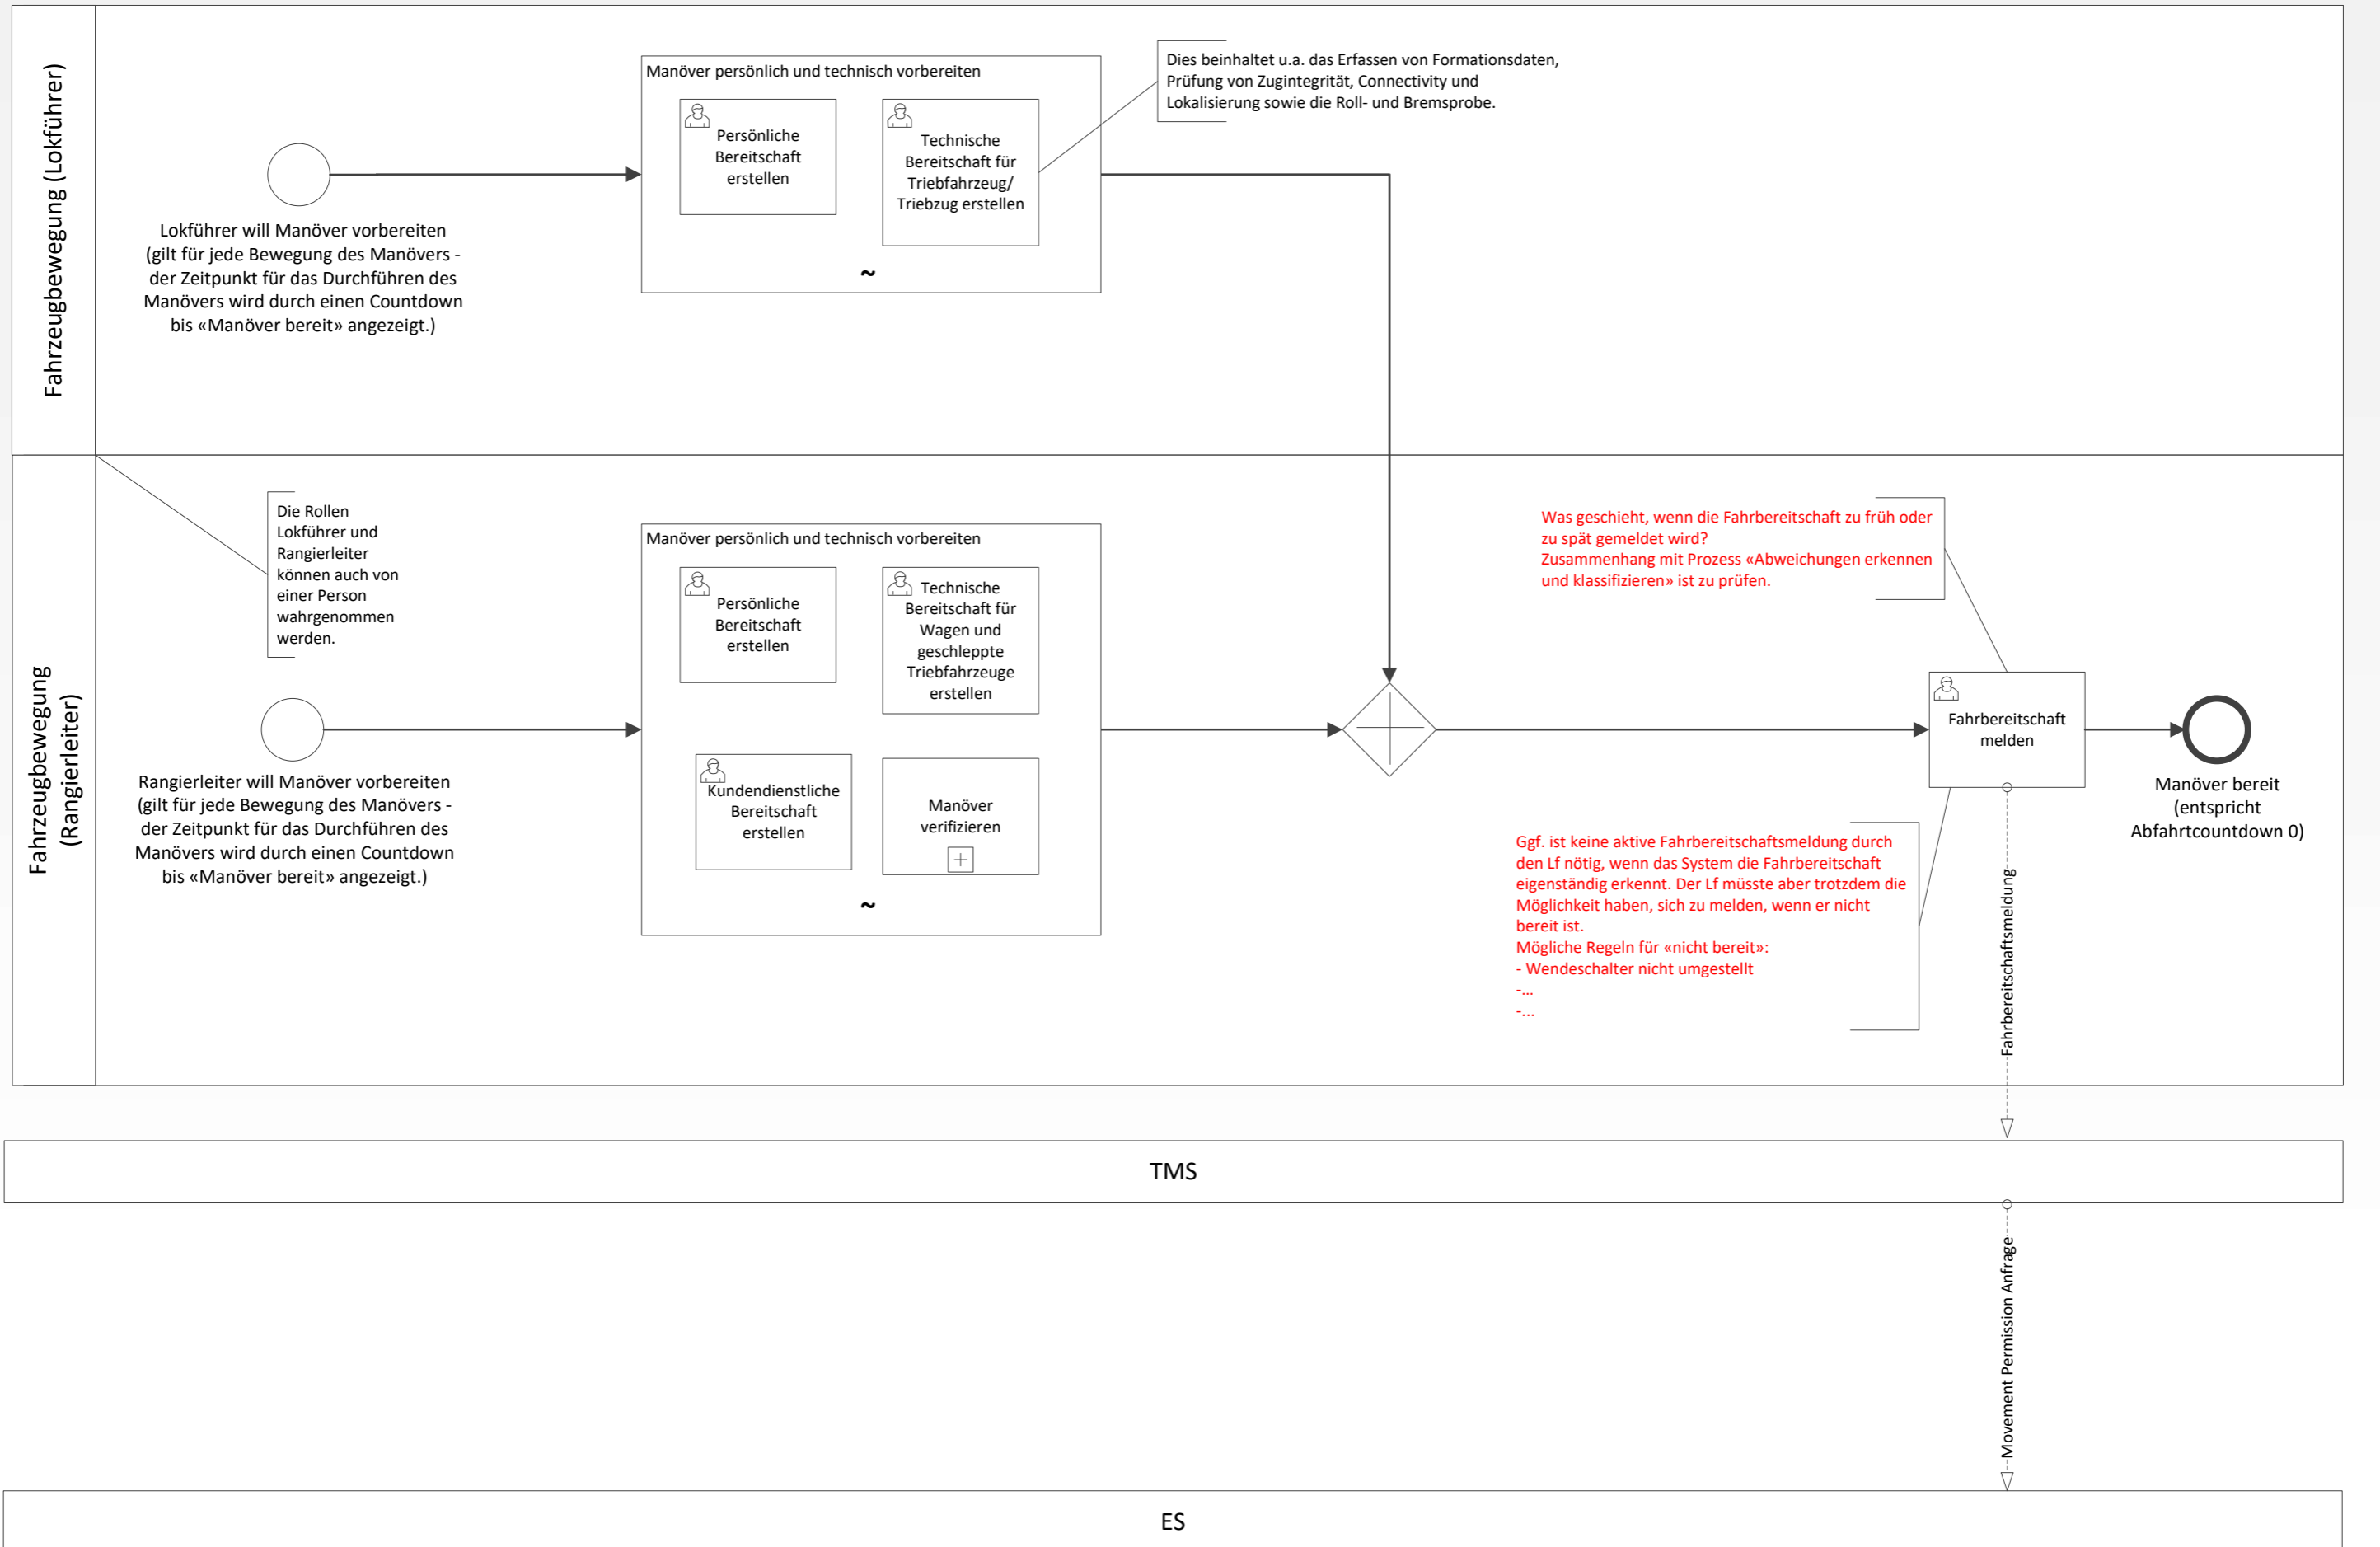 Fahrzeugbewegung (Lokführer)
Lokführer will Manöver vorbereiten
(gilt für jede Bewegung des Manövers -
der Zeitpunkt für das Durchführen des
Manövers wird durch einen Countdown
bis «Manöver bereit» angezeigt.)
Manöver persönlich und technisch vorbereiten
Persönliche
Bereitschaft
erstellen
Technische
Bereitschaft für
Triebfahrzeug/
Triebzug erstellen
~
Dies beinhaltet u.a. das Erfassen von Formationsdaten,
Prüfung von Zugintegrität, Connectivity und
Lokalisierung sowie die Roll- und Bremsprobe.
Fahrzeugbewegung
(Rangierleiter)
Die Rollen
Lokführer und
Rangierleiter
können auch von
einer Person
wahrgenommen
werden.
Rangierleiter will Manöver vorbereiten
(gilt für jede Bewegung des Manövers -
der Zeitpunkt für das Durchführen des
Manövers wird durch einen Countdown
bis «Manöver bereit» angezeigt.)
Manöver persönlich und technisch vorbereiten
Persönliche
Bereitschaft
erstellen
Technische
Bereitschaft für
Wagen und
geschleppte
Triebfahrzeuge
erstellen
Kundendienstliche
Bereitschaft
erstellen
Manöver
verifizieren
~
Was geschieht, wenn die Fahrbereitschaft zu früh oder
zu spät gemeldet wird?
Zusammenhang mit Prozess «Abweichungen erkennen
und klassifizieren» ist zu prüfen.
Fahrbereitschaft
melden
Manöver bereit
(entspricht
Abfahrtcountdown 0)
Ggf. ist keine aktive Fahrbereitschaftsmeldung durch
den Lf nötig, wenn das System die Fahrbereitschaft
eigenständig erkennt. Der Lf müsste aber trotzdem die
Möglichkeit haben, sich zu melden, wenn er nicht
bereit ist.
Mögliche Regeln für «nicht bereit»:
- Wendeschalter nicht umgestellt
-...
-...
Fahrbereitschaftsmeldung
TMS
Movement Permission Anfrage
ES